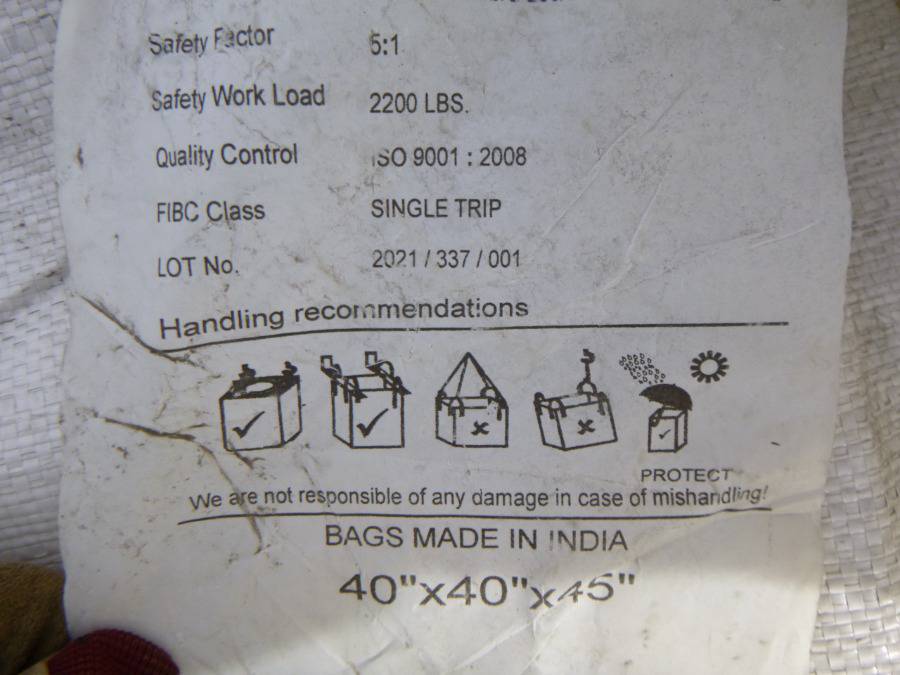 Safety Factor 5:1
Safety Work Load 2200 LBS.
Quality Control ISO 9001 : 2008
FIBC Class SINGLE TRIP
LOT No. 2021 / 337 / 001
Handling recommendations
PROTECT
We are not responsible of any damage in case of mishandling!
BAGS MADE IN INDIA
40"x40"x45"